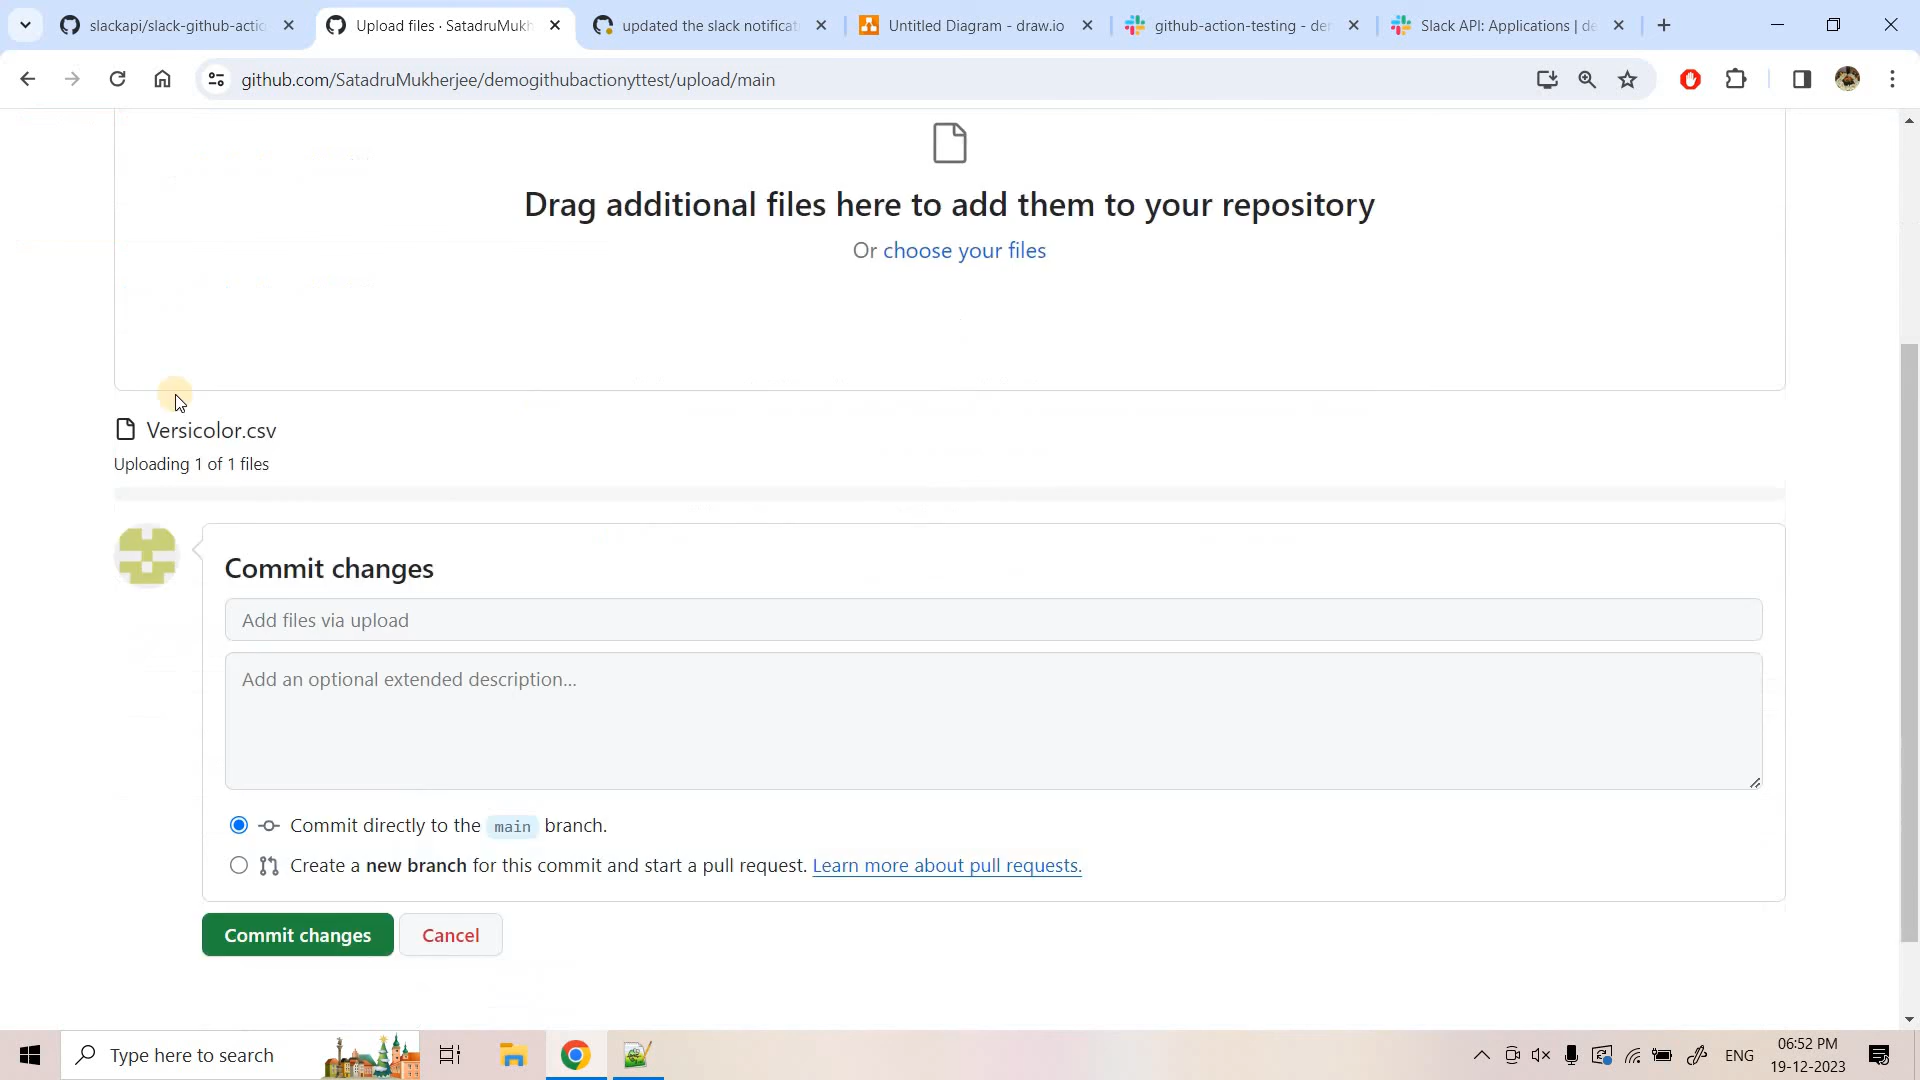 slackapi/slack-github-actio
Upload files · SatadruMukh
updated the slack notificat
Untitled Diagram - draw.io
github-action-testing - de
Slack API: Applications | de
github.com/SatadruMukherjee/demogithubactionyttest/upload/main
Drag additional files here to add them to your repository
Or choose your files
Versicolor.csv
Uploading 1 of 1 files
Commit changes
Add files via upload
Add an optional extended description...
Commit directly to the main branch.
Create a new branch for this commit and start a pull request. Learn more about pull requests.
Commit changes
Cancel
Type here to search
ENG
06:52 PM
19-12-2023